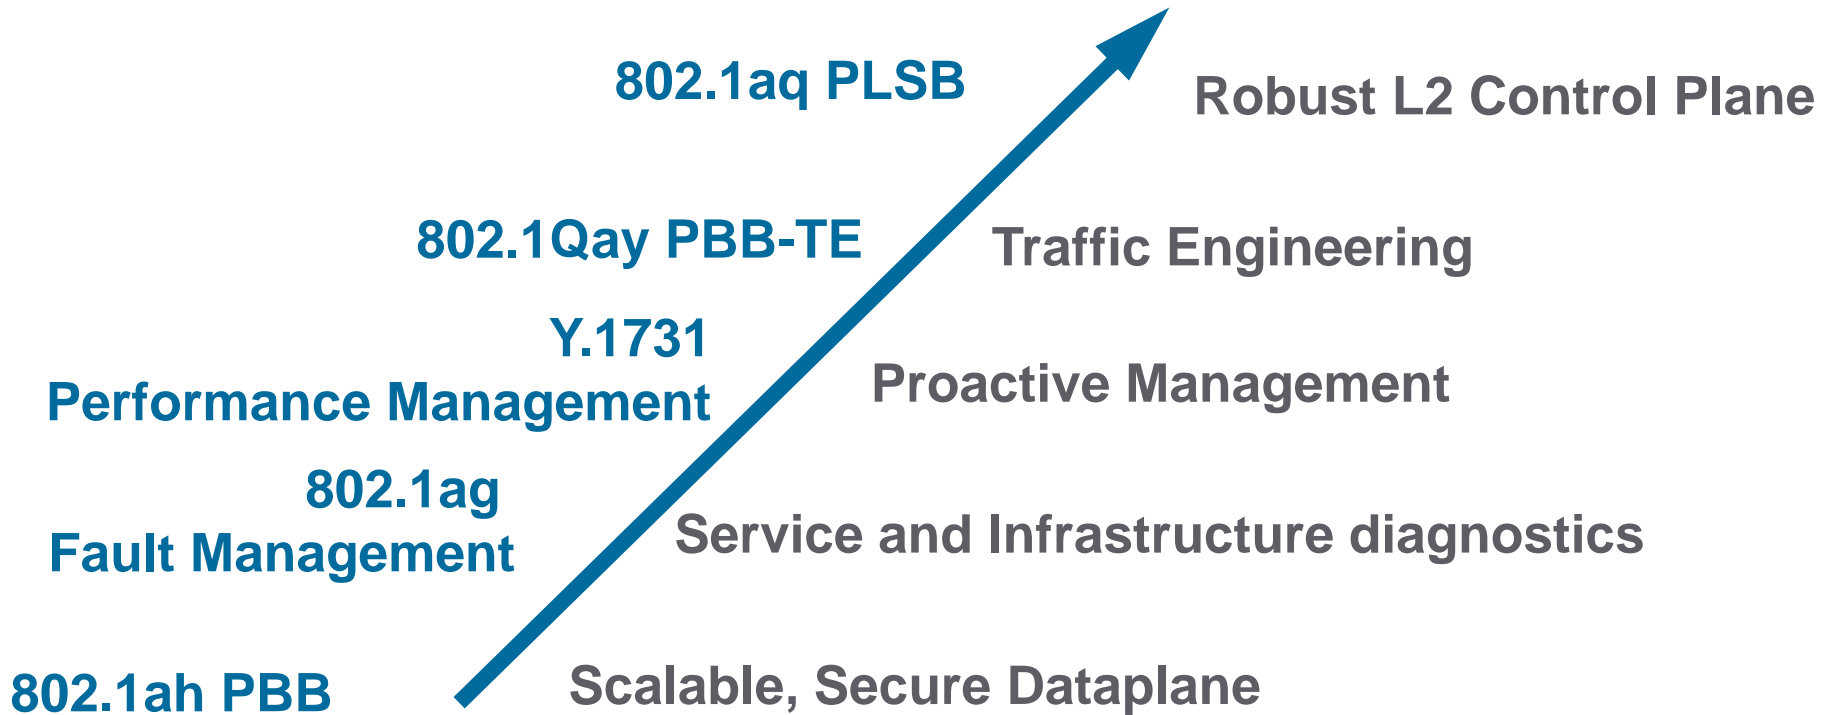 802.1aq PLSB
Robust L2 Control Plane
802.1Qay PBB-TE
Traffic Engineering
Y.1731
Performance Management
Proactive Management
802.1ag
Fault Management
Service and Infrastructure diagnostics
802.1ah PBB
Scalable, Secure Dataplane